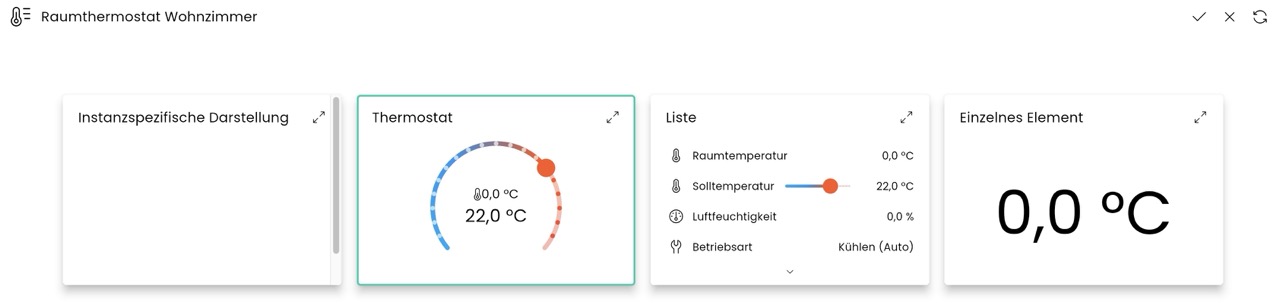 Raumthermostat Wohnzimmer
Instanzspezifische Darstellung
Thermostat
0,0 °C
22,0 °C
Liste
Raumtemperatur 0,0 °C
Solltemperatur 22,0 °C
Luftfeuchtigkeit 0,0 %
Betriebsart Kühlen (Auto)
Einzelnes Element
0,0 °C